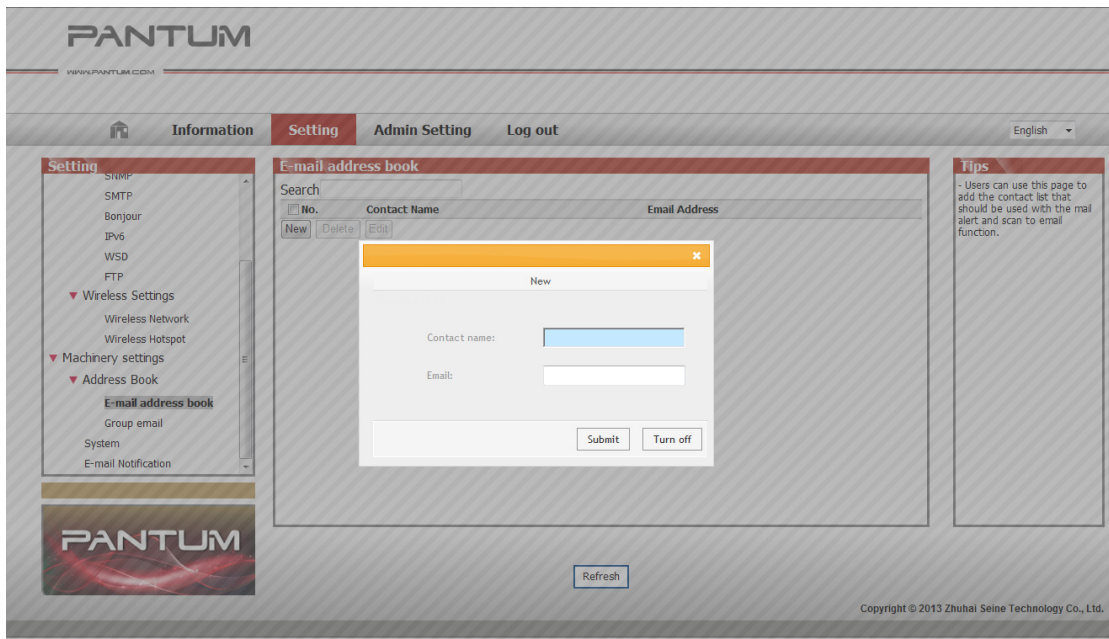 PANTUM
WWW.PANTUM.COM
Information
Setting
Admin Setting
Log out
English
Setting
SNMP
SMTP
Bonjour
IPv6
WSD
FTP
Wireless Settings
Wireless Network
Wireless Hotspot
Machinery settings
Address Book
E-mail address book
Group email
System
E-mail Notification
PANTUM
E-mail address book
Search
No. Contact Name Email Address
New Delete Edit
New
Contact name:
Email:
Submit Turn off
Refresh
Tips
- Users can use this page to
add the contact list that
should be used with the mail
alert and scan to email
function.
Copyright © 2013 Zhuhai Seine Technology Co., Ltd.